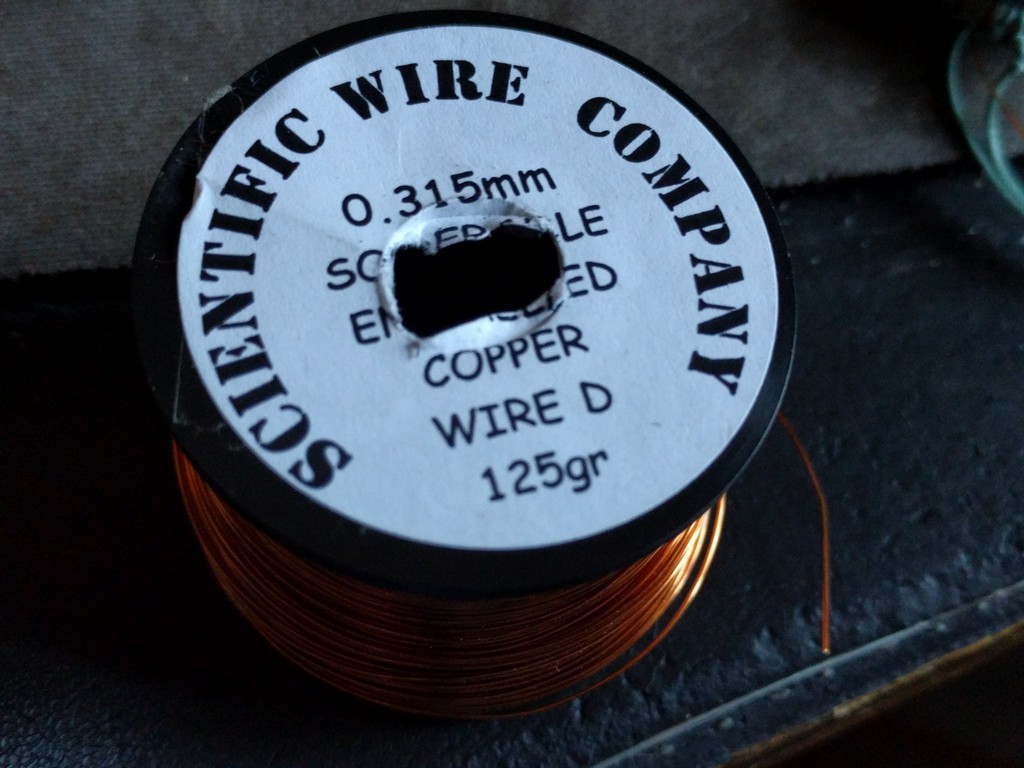 SCIENTIFIC WIRE COMPANY
0.315mm
COPPER
WIRE D
125gr